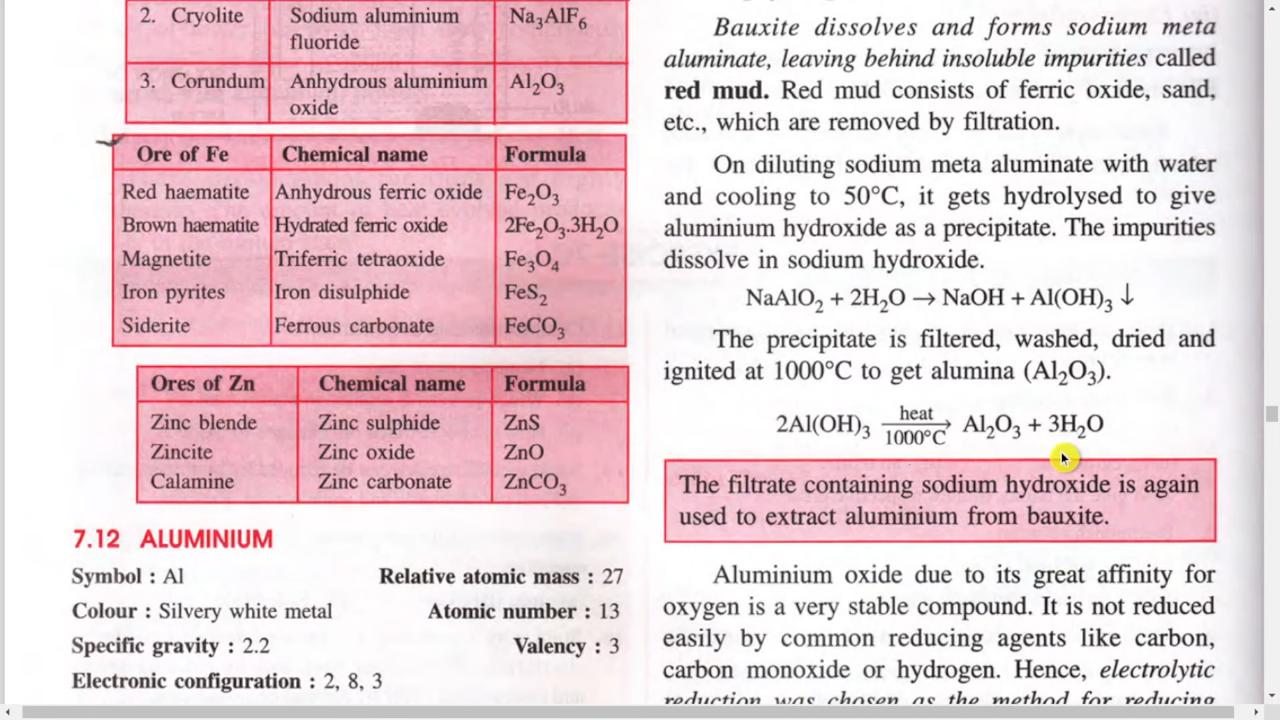 2. Cryolite Sodium aluminium Na₃AlF₆
fluoride
3. Corundum Anhydrous aluminium Al₂O₃
oxide
Ore of Fe Chemical name Formula
Red haematite Anhydrous ferric oxide Fe₂O₃
Brown haematite Hydrated ferric oxide 2Fe₂O₃.3H₂O
Magnetite Triferric tetraoxide Fe₃O₄
Iron pyrites Iron disulphide FeS₂
Siderite Ferrous carbonate FeCO₃
Ores of Zn Chemical name Formula
Zinc blende Zinc sulphide ZnS
Zincite Zinc oxide ZnO
Calamine Zinc carbonate ZnCO₃
7.12 ALUMINIUM
Symbol : Al Relative atomic mass : 27
Colour : Silvery white metal Atomic number : 13
Specific gravity : 2.2 Valency : 3
Electronic configuration : 2, 8, 3
Bauxite dissolves and forms sodium meta
aluminate, leaving behind insoluble impurities called
red mud. Red mud consists of ferric oxide, sand,
etc., which are removed by filtration.
On diluting sodium meta aluminate with water
and cooling to 50°C, it gets hydrolysed to give
aluminium hydroxide as a precipitate. The impurities
dissolve in sodium hydroxide.
NaAlO₂ + 2H₂O → NaOH + Al(OH)₃ ↓
The precipitate is filtered, washed, dried and
ignited at 1000°C to get alumina (Al₂O₃).
heat
2Al(OH)₃ → Al₂O₃ + 3H₂O
1000°C
The filtrate containing sodium hydroxide is again
used to extract aluminium from bauxite.
Aluminium oxide due to its great affinity for
oxygen is a very stable compound. It is not reduced
easily by common reducing agents like carbon,
carbon monoxide or hydrogen. Hence, electrolytic
reduction was chosen as the method for reducing